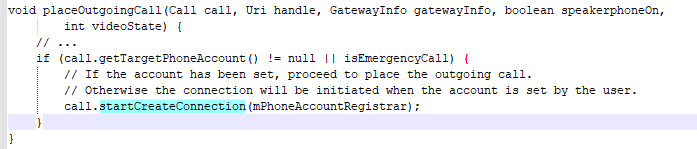 void placeOutgoingCall(Call call, Uri handle, GatewayInfo gatewayInfo, boolean speakerphoneOn,
        int videoState) {
    // ...
    if (call.getTargetPhoneAccount() != null || isEmergencyCall) {
        // If the account has been set, proceed to place the outgoing call.
        // Otherwise the connection will be initiated when the account is set by the user.
        call.startCreateConnection(mPhoneAccountRegistrar);
    }
}